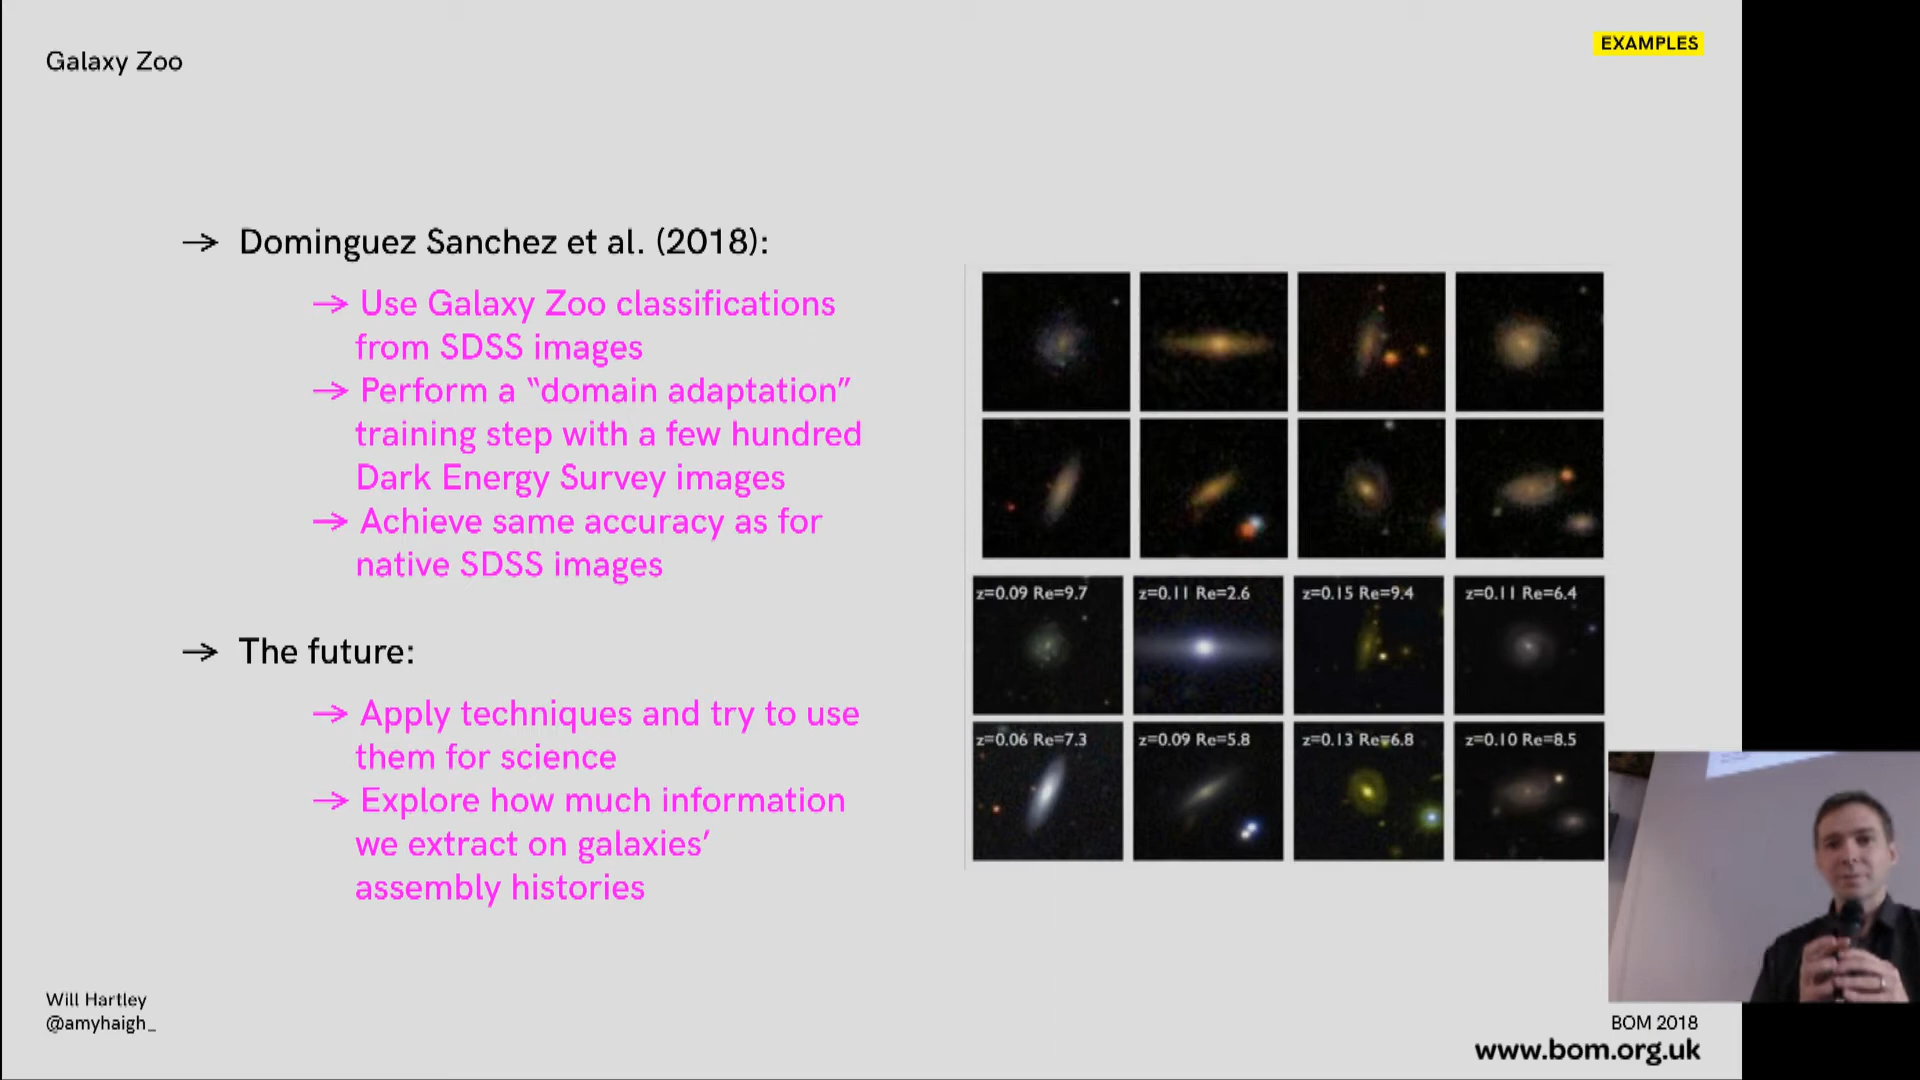 Galaxy Zoo
EXAMPLES
→ Dominguez Sanchez et al. (2018):
→ Use Galaxy Zoo classifications
from SDSS images
→ Perform a “domain adaptation”
training step with a few hundred
Dark Energy Survey images
→ Achieve same accuracy as for
native SDSS images
→ The future:
→ Apply techniques and try to use
them for science
→ Explore how much information
we extract on galaxies’
assembly histories
z=0.09 Re=9.7
z=0.11 Re=2.6
z=0.15 Re=9.4
z=0.11 Re=6.4
z=0.06 Re=7.3
z=0.09 Re=5.8
z=0.13 Re=6.8
z=0.10 Re=8.5
Will Hartley
@amyhaigh_
BOM 2018
www.bom.org.uk